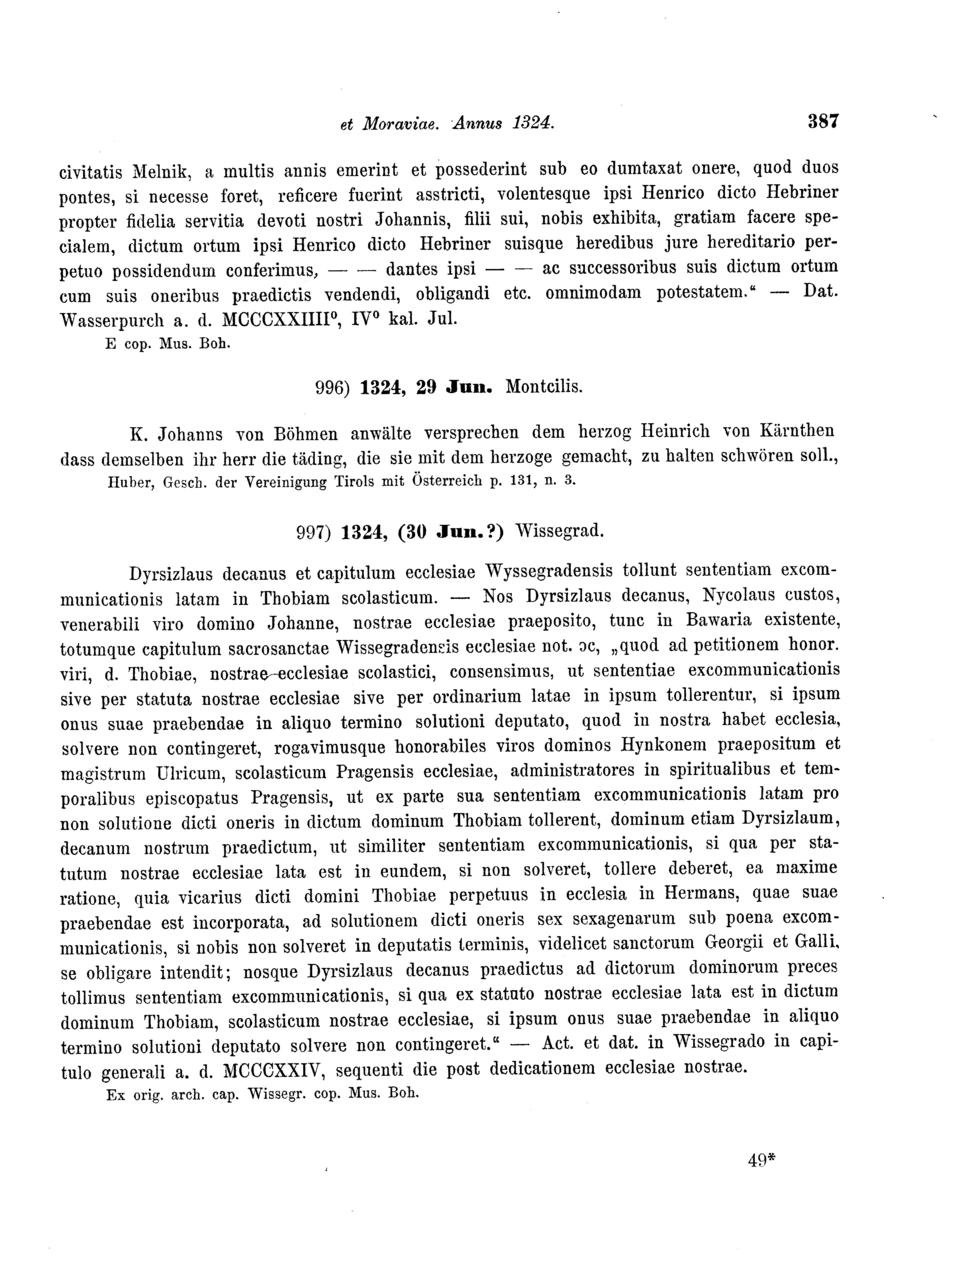 et Moraviae. Annus 1324. 387
civitatis Melnik, a multis annis emerint et possederint sub eo dumtaxat onere, quod duos
pontes, si necesse foret, reficere fuerint asstricti, volentesque ipsi Henrico dicto Hebriner
propter fidelia servitia devoti nostri Johannis, filii sui, nobis exhibita, gratiam facere spe-
cialem, dictum ortum ipsi Henrico dicto Hebriner suisque heredibus jure hereditario per-
petuo possidendum conferimus, — — dantes ipsi — — ac successoribus suis dictum ortum
cum suis oneribus praedictis vendendi, obligandi etc. omnimodam potestatem.“ — Dat.
Wasserpurch a. d. MCCCXXIIII⁰, IV⁰ kal. Jul.
E cop. Mus. Boh.
996) 1324, 29 Jun. Montcilis.
K. Johanns von Böhmen anwälte versprechen dem herzog Heinrich von Kärnthen
dass demselben ihr herr die täding, die sie mit dem herzoge gemacht, zu halten schwören soll.,
Huber, Gesch. der Vereinigung Tirols mit Österreich p. 131, n. 3.
997) 1324, (30 Jun.?) Wissegrad.
Dyrsizlaus decanus et capitulum ecclesiae Wyssegradensis tollunt sententiam excom-
municationis latam in Thobiam scolasticum. — Nos Dyrsizlaus decanus, Nycolaus custos,
venerabili viro domino Johanne, nostrae ecclesiae praeposito, tunc in Bawaria existente,
totumque capitulum sacrosanctae Wissegradensis ecclesiae not. ɔc, „quod ad petitionem honor.
viri, d. Thobiae, nostrae ecclesiae scolastici, consensimus, ut sententiae excommunicationis
sive per statuta nostrae ecclesiae sive per ordinarium latae in ipsum tollerentur, si ipsum
onus suae praebendae in aliquo termino solutioni deputato, quod in nostra habet ecclesia,
solvere non contingeret, rogavimusque honorabiles viros dominos Hynkonem praepositum et
magistrum Ulricum, scolasticum Pragensis ecclesiae, administratores in spiritualibus et tem-
poralibus episcopatus Pragensis, ut ex parte sua sententiam excommunicationis latam pro
non solutione dicti oneris in dictum dominum Thobiam tollerent, dominum etiam Dyrsizlaum,
decanum nostrum praedictum, ut similiter sententiam excommunicationis, si qua per sta-
tutum nostrae ecclesiae lata est in eundem, si non solveret, tollere deberet, ea maxime
ratione, quia vicarius dicti domini Thobiae perpetuus in ecclesia in Hermans, quae suae
praebendae est incorporata, ad solutionem dicti oneris sex sexagenarum sub poena excom-
municationis, si nobis non solveret in deputatis terminis, videlicet sanctorum Georgii et Galli,
se obligare intendit; nosque Dyrsizlaus decanus praedictus ad dictorum dominorum preces
tollimus sententiam excommunicationis, si qua ex statuto nostrae ecclesiae lata est in dictum
dominum Thobiam, scolasticum nostrae ecclesiae, si ipsum onus suae praebendae in aliquo
termino solutioni deputato solvere non contingeret.“ — Act. et dat. in Wissegrado in capi-
tulo generali a. d. MCCCXXIV, sequenti die post dedicationem ecclesiae nostrae.
Ex orig. arch. cap. Wissegr. cop. Mus. Boh.
49*